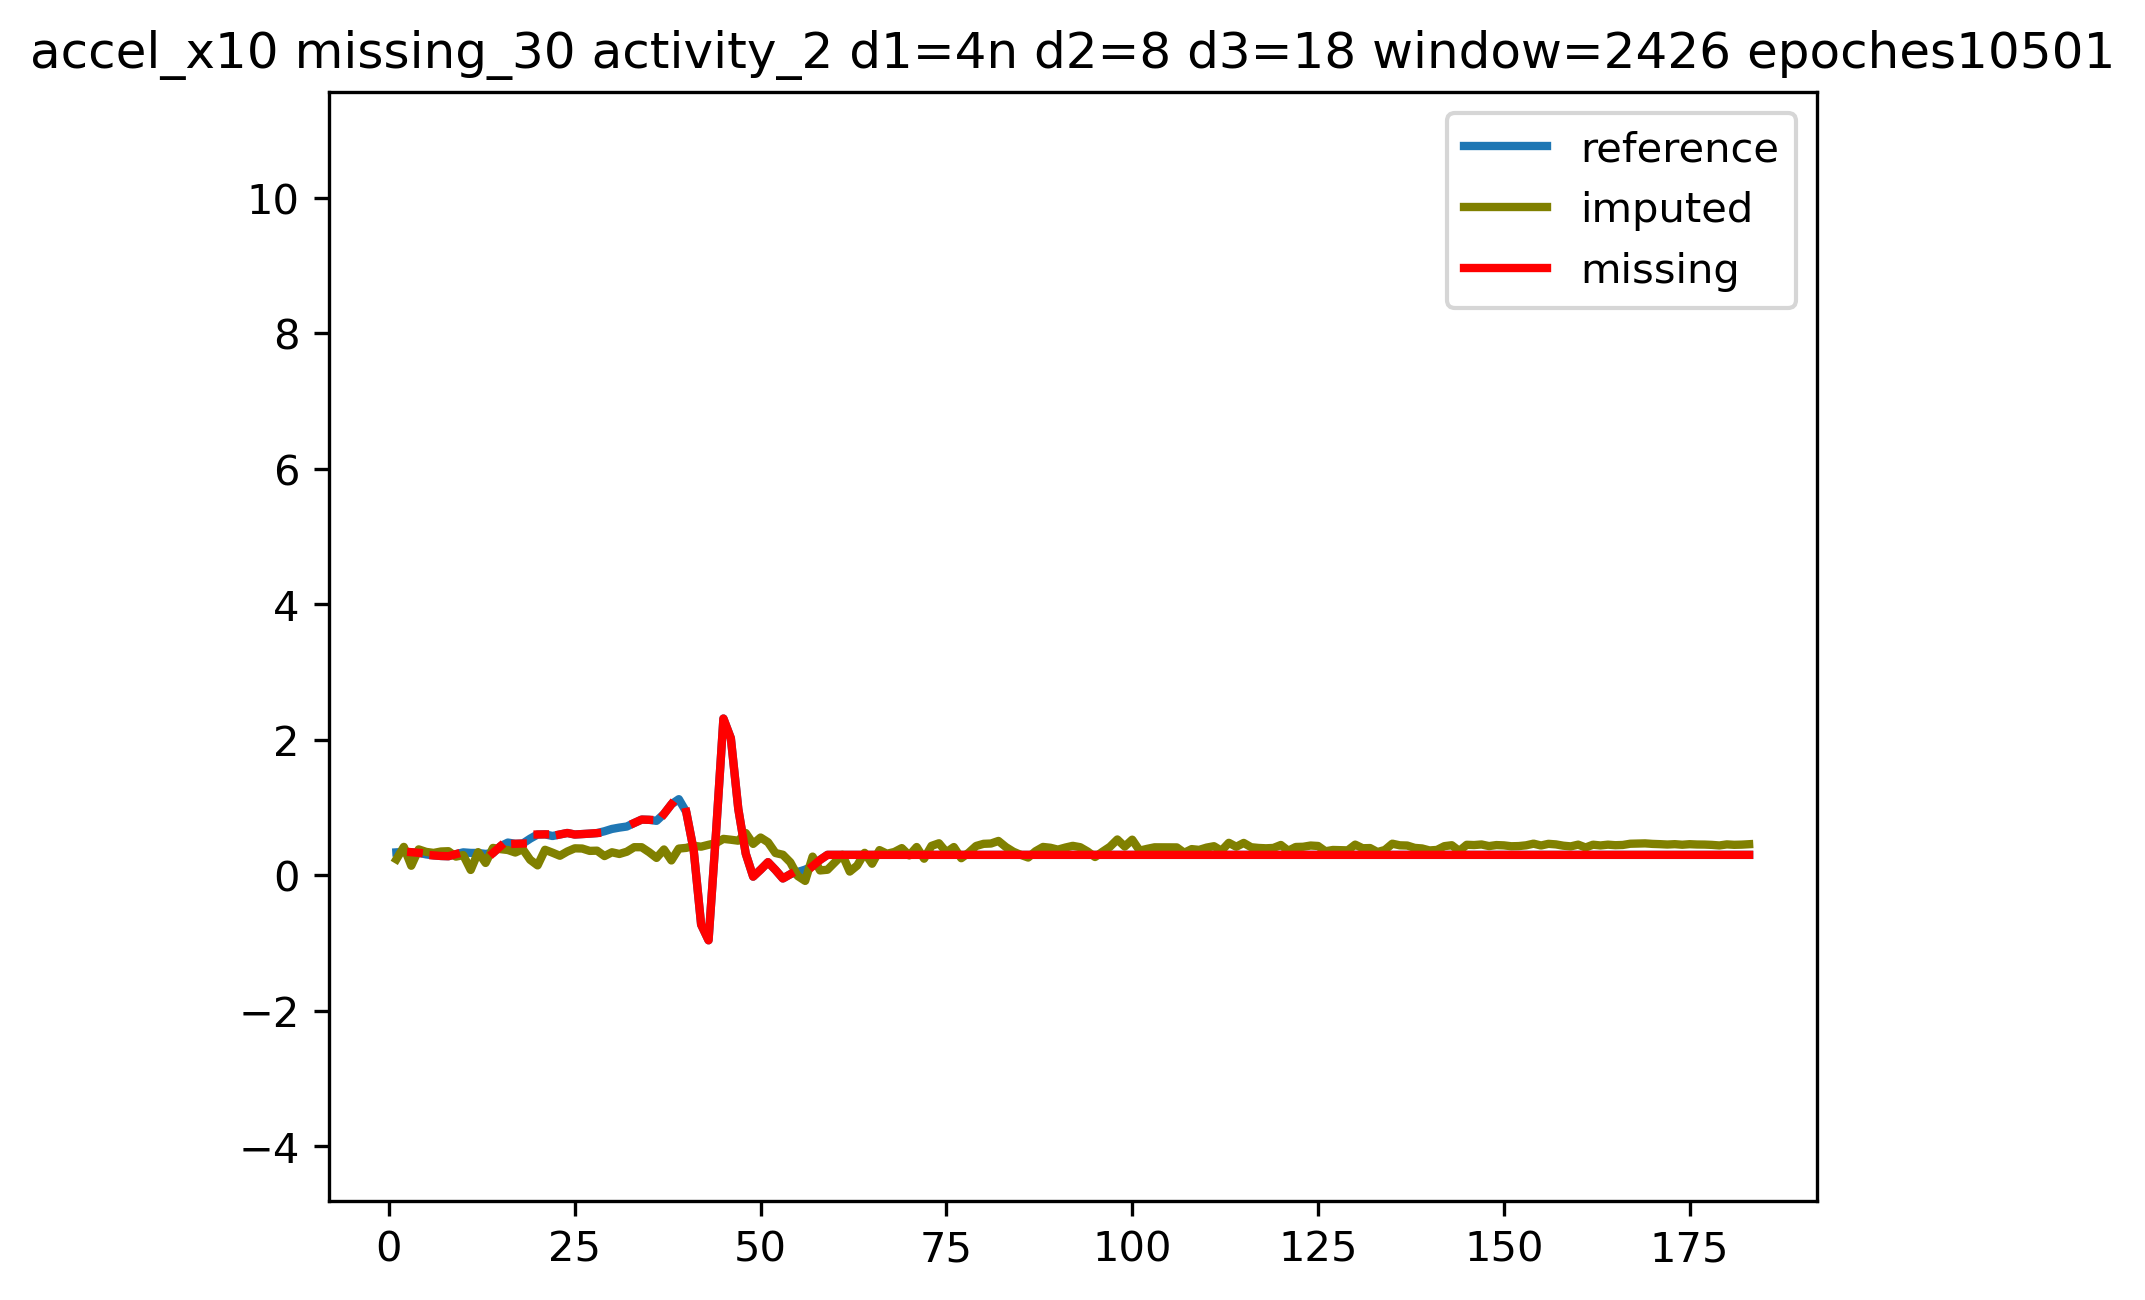 accel_x10 missing_30 activity_2 d1=4n d2=8 d3=18 window=2426 epoches10501
reference
imputed
missing
10
8
6
4
2
0
−2
−4
0 25 50 75 100 125 150 175